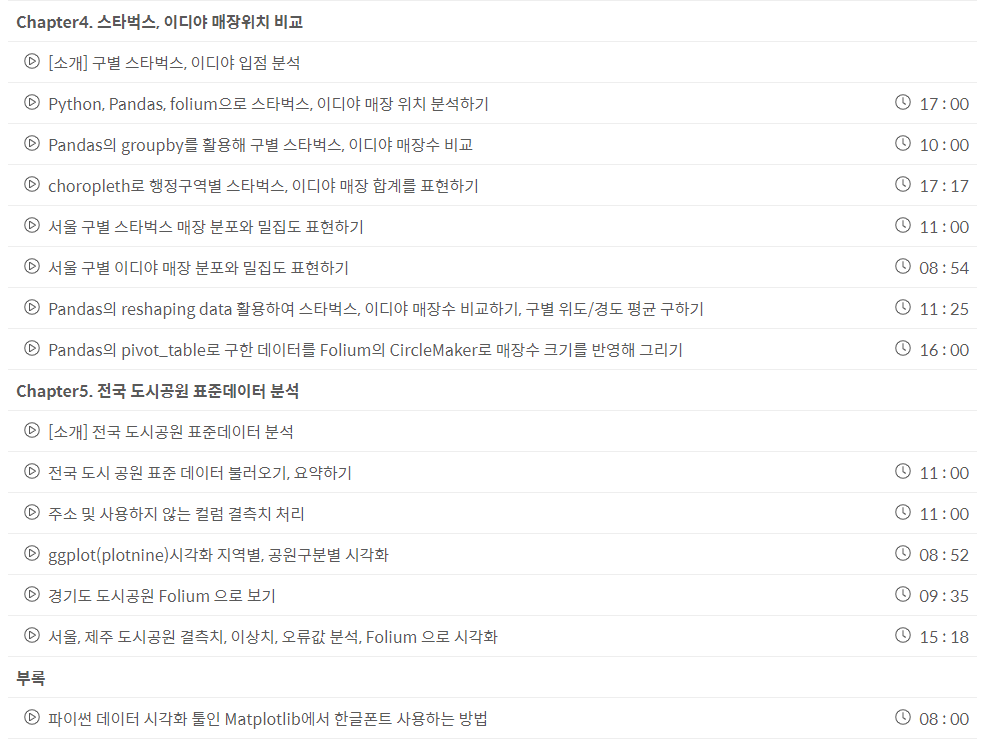 Chapter4. 스타벅스, 이디야 매장위치 비교
[소개] 구별 스타벅스, 이디야 입점 분석
Python, Pandas, folium으로 스타벅스, 이디야 매장 위치 분석하기 17 : 00
Pandas의 groupby를 활용해 구별 스타벅스, 이디야 매장수 비교 10 : 00
choropleth로 행정구역별 스타벅스, 이디야 매장 합계를 표현하기 17 : 17
서울 구별 스타벅스 매장 분포와 밀집도 표현하기 11 : 00
서울 구별 이디야 매장 분포와 밀집도 표현하기 08 : 54
Pandas의 reshaping data 활용하여 스타벅스, 이디야 매장수 비교하기, 구별 위도/경도 평균 구하기 11 : 25
Pandas의 pivot_table로 구한 데이터를 Folium의 CircleMaker로 매장수 크기를 반영해 그리기 16 : 00
Chapter5. 전국 도시공원 표준데이터 분석
[소개] 전국 도시공원 표준데이터 분석
전국 도시 공원 표준 데이터 불러오기, 요약하기 11 : 00
주소 및 사용하지 않는 컬럼 결측치 처리 11 : 00
ggplot(plotnine)시각화 지역별, 공원구분별 시각화 08 : 52
경기도 도시공원 Folium 으로 보기 09 : 35
서울, 제주 도시공원 결측치, 이상치, 오류값 분석, Folium 으로 시각화 15 : 18
부록
파이썬 데이터 시각화 툴인 Matplotlib에서 한글폰트 사용하는 방법 08 : 00